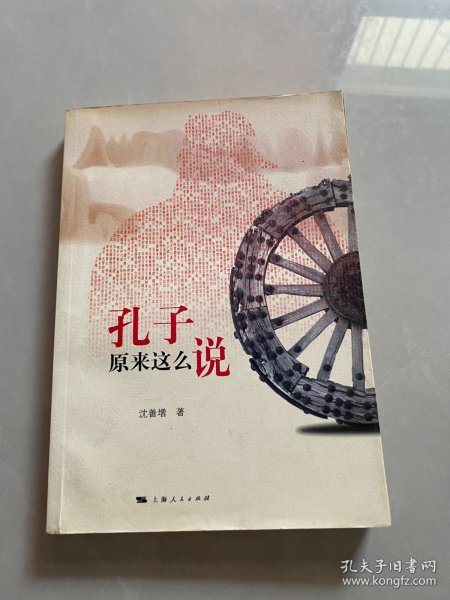 孔子
原来这么说
沈善增 著
上海人民出版社
孔夫子旧书网
www.kongfz.com